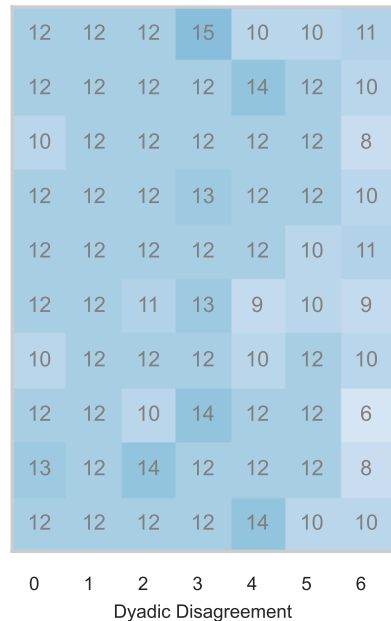 12 12 12 15 10 10 11
12 12 12 12 14 12 10
10 12 12 12 12 12 8
12 12 12 13 12 12 10
12 12 12 12 12 10 11
12 12 11 13 9 10 9
10 12 12 12 10 12 10
12 12 10 14 12 12 6
13 12 14 12 12 12 8
12 12 12 12 14 10 10
0 1 2 3 4 5 6
Dyadic Disagreement